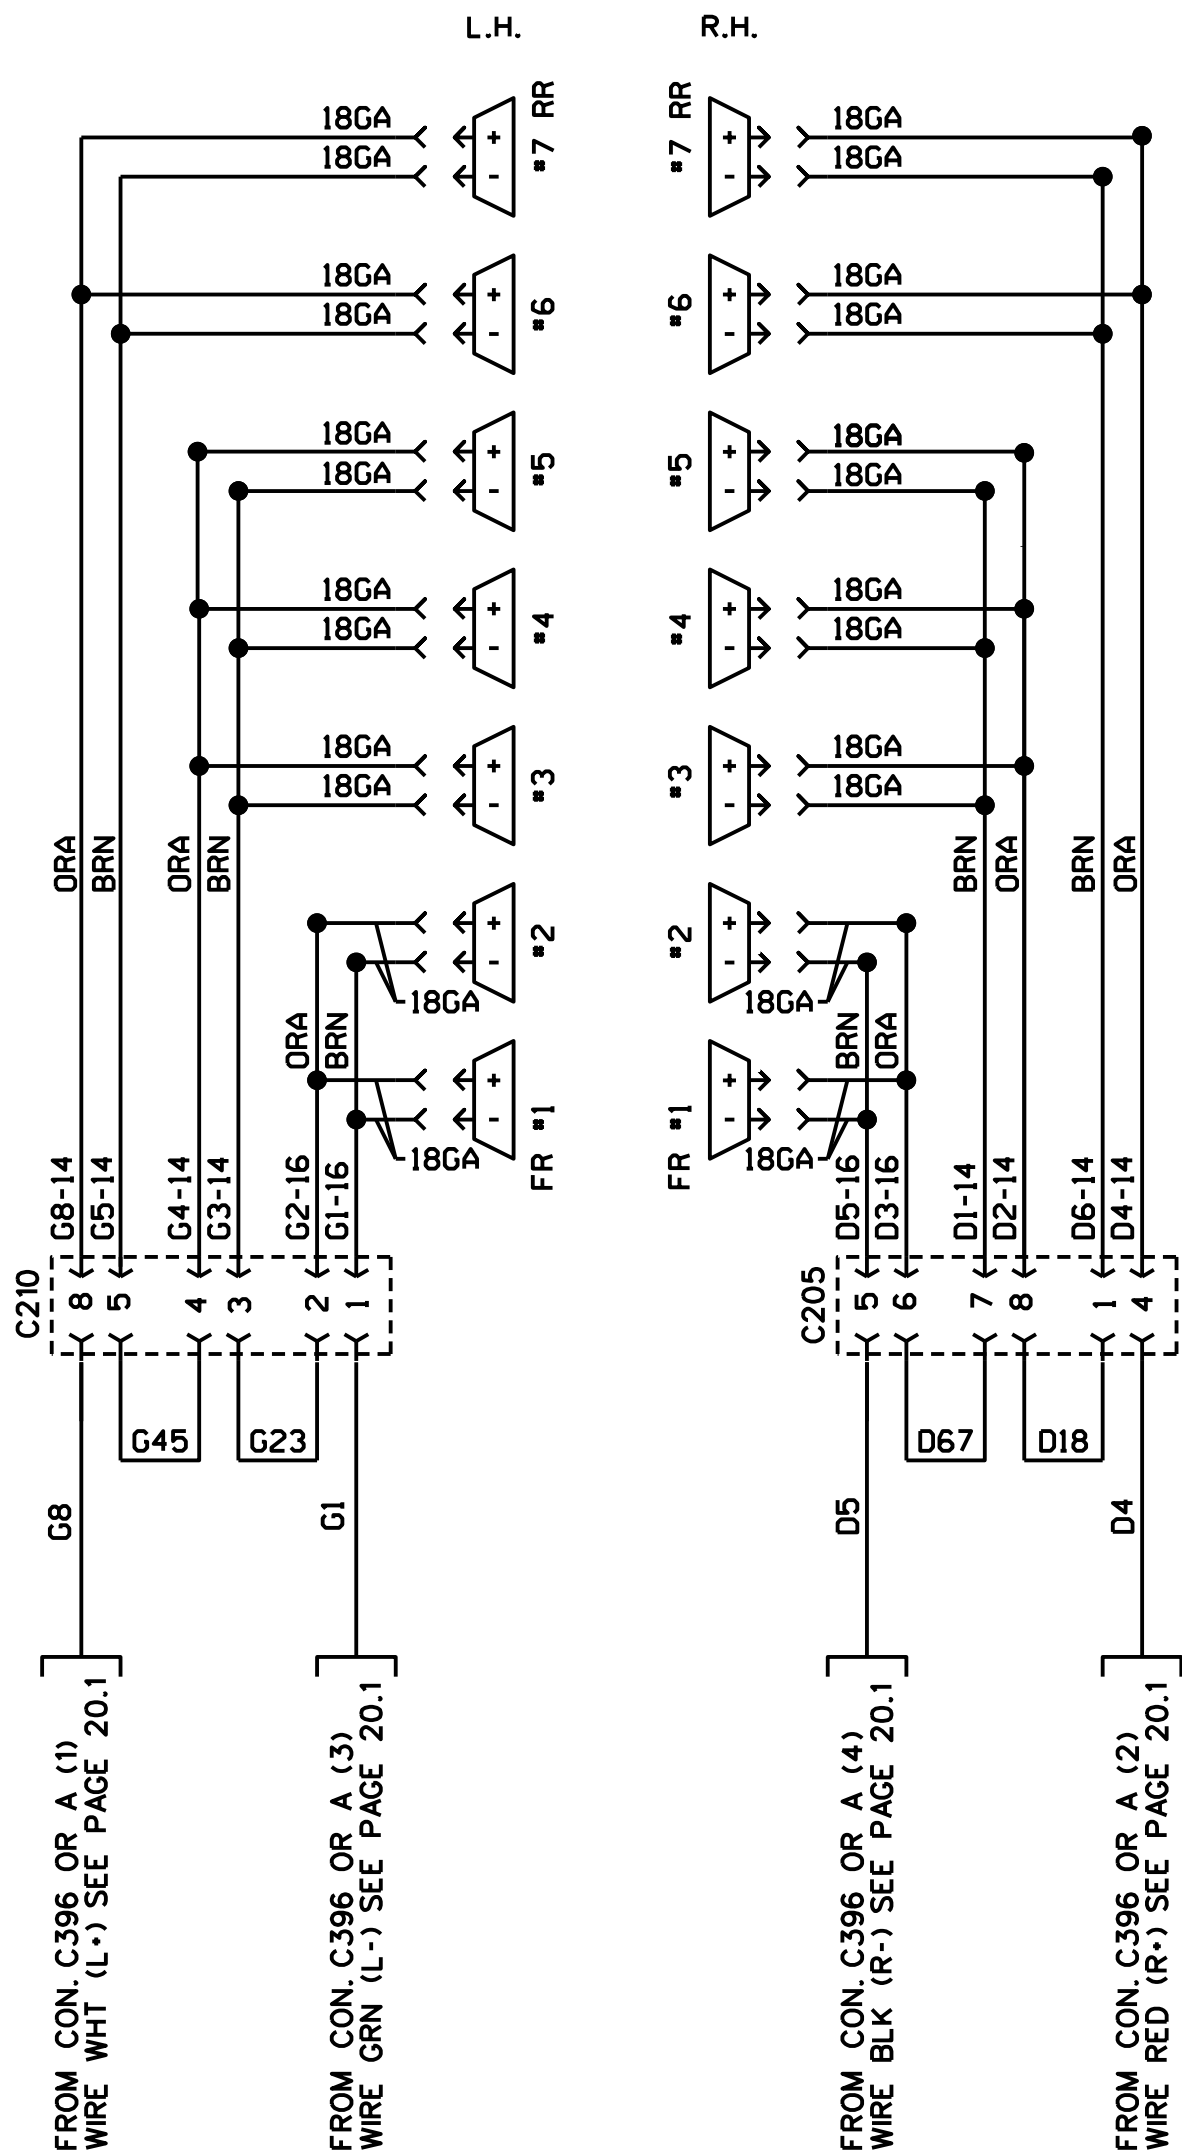 L.H.
R.H.
18GA
18GA
#7 RR
#7 RR
18GA
18GA
18GA
18GA
#6
#6
18GA
18GA
18GA
18GA
#5
#5
18GA
18GA
18GA
18GA
#4
#4
18GA
18GA
18GA
18GA
#3
#3
18GA
18GA
ORA
BRN
ORA
BRN
BRN
ORA
BRN
ORA
#2
#2
18GA
18GA
ORA
BRN
BRN
ORA
FR #1
FR #1
18GA
18GA
G8-14
G5-14
G4-14
G3-14
G2-16
G1-16
D5-16
D3-16
D1-14
D2-14
D6-14
D4-14
C210
8
5
4
3
2
1
C205
5
6
7
8
1
4
G45
G23
D67
D18
G8
G1
D5
D4
FROM CON. C396 OR A (1)
WIRE WHT (L+) SEE PAGE 20.1
FROM CON. C396 OR A (3)
WIRE GRN (L-) SEE PAGE 20.1
FROM CON. C396 OR A (4)
WIRE BLK (R-) SEE PAGE 20.1
FROM CON. C396 OR A (2)
WIRE RED (R+) SEE PAGE 20.1